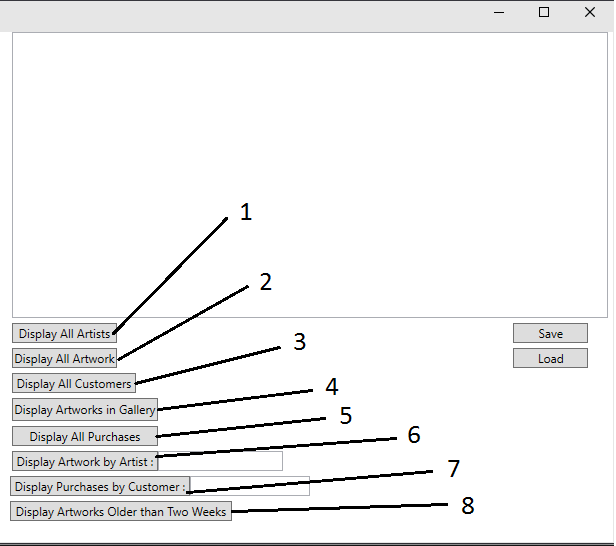 1
2
Display All Artists
Save
3
Display All Artwork
Load
Display All Customers
4
Display Artworks in Gallery
5
Display All Purchases
6
Display Artwork by Artist :
7
Display Purchases by Customer :
8
Display Artworks Older than Two Weeks